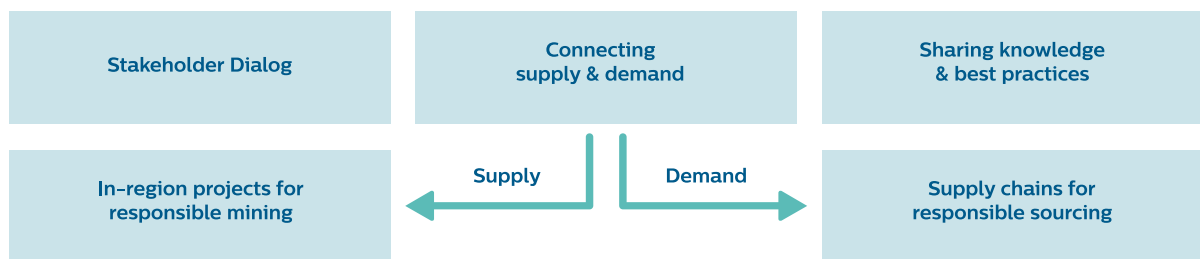 Stakeholder Dialog
Connecting
supply & demand
Sharing knowledge
& best practices
In-region projects for
responsible mining
Supply
Demand
Supply chains for
responsible sourcing